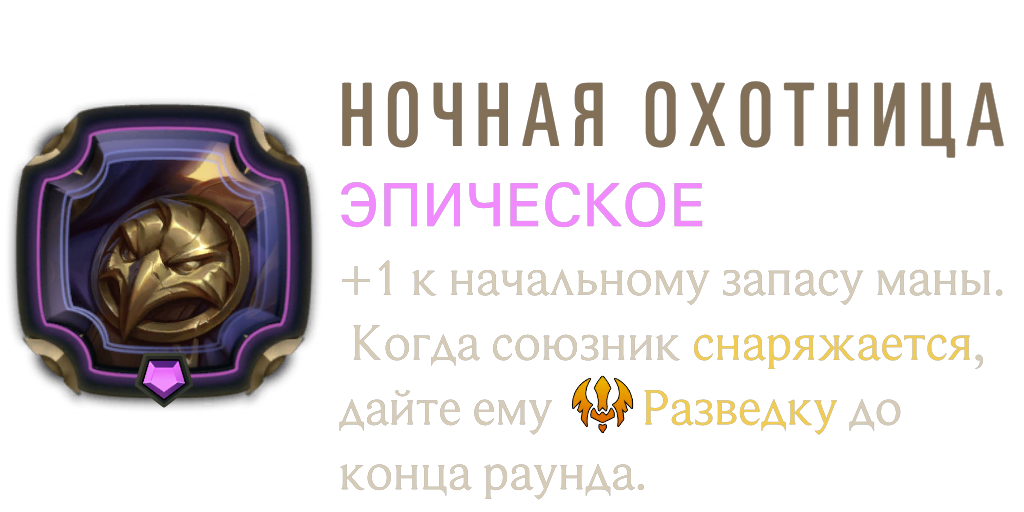 НОЧНАЯ ОХОТНИЦА
ЭПИЧЕСКОЕ
+1 к начальному запасу маны.
Когда союзник снаряжается,
дайте ему Разведку до
конца раунда.